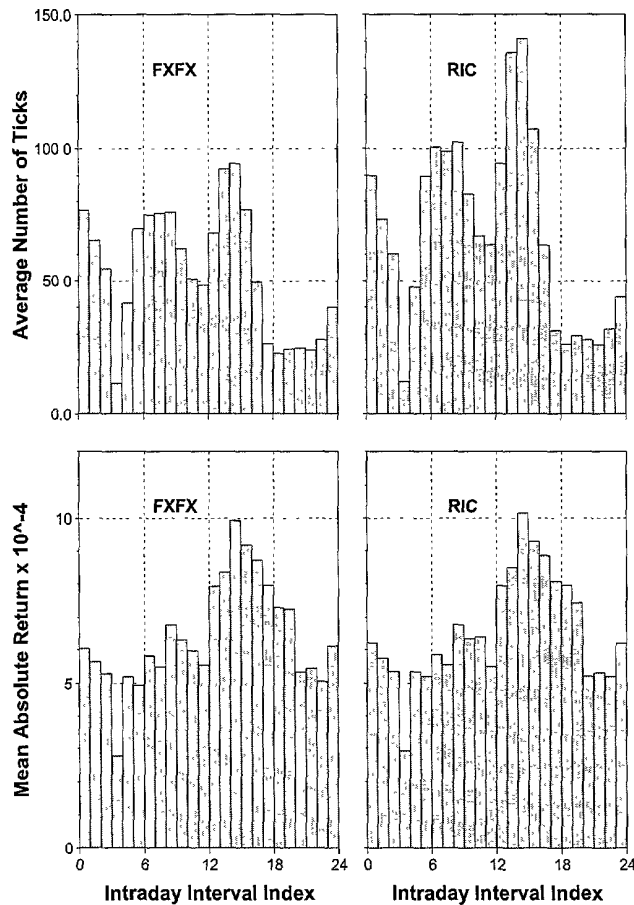 150.0
FXFX
RIC
100.0
50.0
0.0
Average Number of Ticks
FXFX
RIC
10
5
0
Mean Absolute Return x 10^-4
0 6 12 18 24
0 6 12 18 24
Intraday Interval Index
Intraday Interval Index